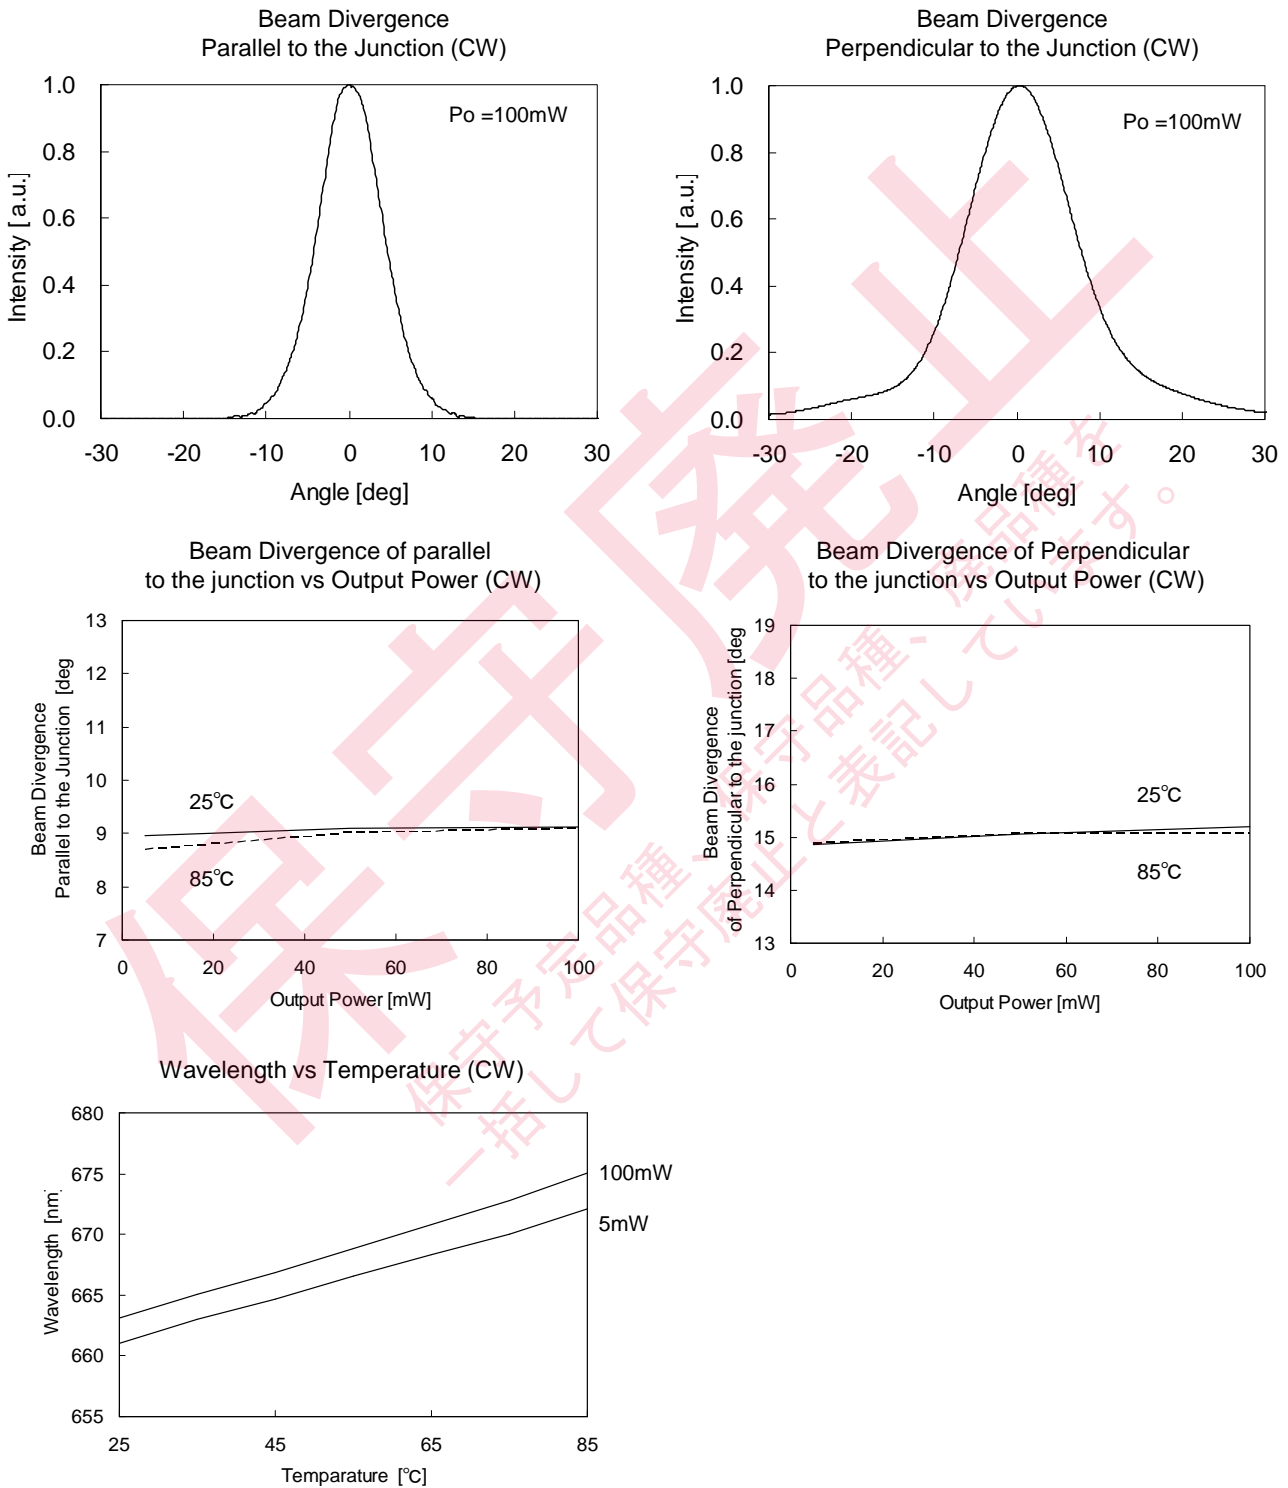 Beam Divergence
Parallel to the Junction (CW)
1.0
0.8
0.6
0.4
0.2
0.0
Intensity [ a.u.]
Po =100mW
-30 -20 -10 0 10 20 30
Angle [deg]
Beam Divergence
Perpendicular to the Junction (CW)
1.0
0.8
0.6
0.4
0.2
0.0
Intensity [ a.u.]
Po =100mW
-30 -20 -10 0 10 20 30
Angle [deg]
Beam Divergence of parallel
to the junction vs Output Power (CW)
13
12
11
10
9
8
7
Beam Divergence
Parallel to the Junction [deg
25°C
85°C
0 20 40 60 80 100
Output Power [mW]
Beam Divergence of Perpendicular
to the junction vs Output Power (CW)
19
18
17
16
15
14
13
Beam Divergence
of Perpendicular to the junction [deg
25°C
85°C
0 20 40 60 80 100
Output Power [mW]
Wavelength vs Temperature (CW)
680
675
670
665
660
655
Wavelength [nm]
100mW
5mW
25 45 65 85
Temparature [°C]
保守廃止
保守予定品種、保守品種、廃品種を
一括して保守廃止と表記しています。